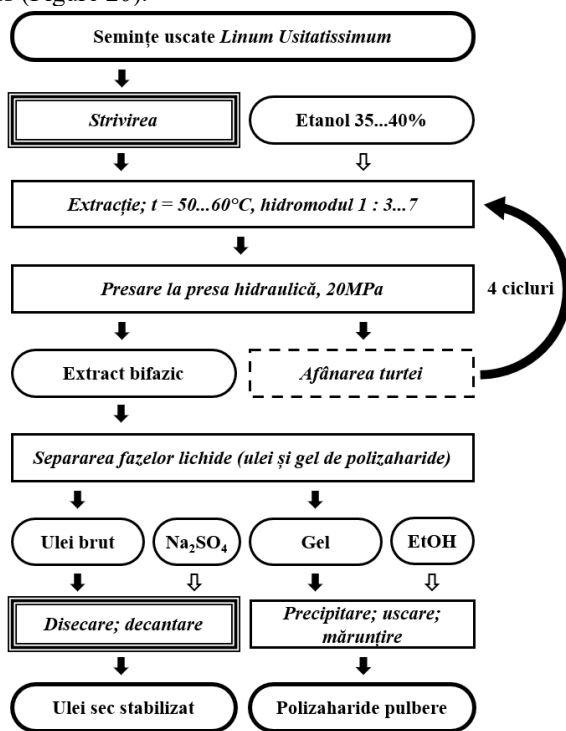 Semințe uscate Linum Usitatissimum
Strivirea
Etanol 35...40%
Extracție; t = 50...60°C, hidromodul 1 : 3...7
Presare la presa hidraulică, 20MPa
4 cicluri
Extract bifazic
Afânarea turtei
Separarea fazelor lichide (ulei și gel de polizaharide)
Ulei brut
Na₂SO₄
Gel
EtOH
Disecare; decantare
Precipitare; uscare;
mărunțire
Ulei sec stabilizat
Polizaharide pulbere